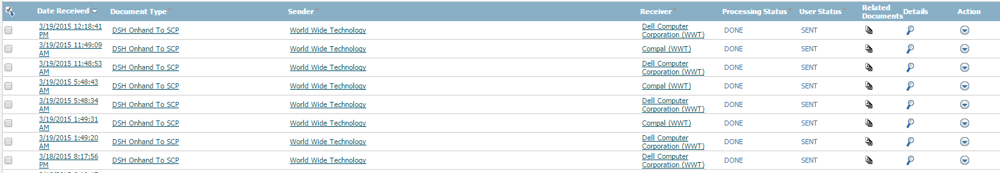 Date Received Document Type Sender Receiver Processing Status User Status Related Documents Details Action
3/19/2015 12:18:41 PM DSH Onhand To SCP World Wide Technology Dell Computer Corporation (WWT) DONE SENT
3/19/2015 11:49:09 AM DSH Onhand To SCP World Wide Technology Compal (WWT) DONE SENT
3/19/2015 11:48:53 AM DSH Onhand To SCP World Wide Technology Dell Computer Corporation (WWT) DONE SENT
3/19/2015 5:48:43 AM DSH Onhand To SCP World Wide Technology Compal (WWT) DONE SENT
3/19/2015 5:48:34 AM DSH Onhand To SCP World Wide Technology Dell Computer Corporation (WWT) DONE SENT
3/19/2015 1:49:31 AM DSH Onhand To SCP World Wide Technology Compal (WWT) DONE SENT
3/19/2015 1:49:20 AM DSH Onhand To SCP World Wide Technology Dell Computer Corporation (WWT) DONE SENT
3/18/2015 8:17:56 PM DSH Onhand To SCP World Wide Technology Dell Computer Corporation (WWT) DONE SENT